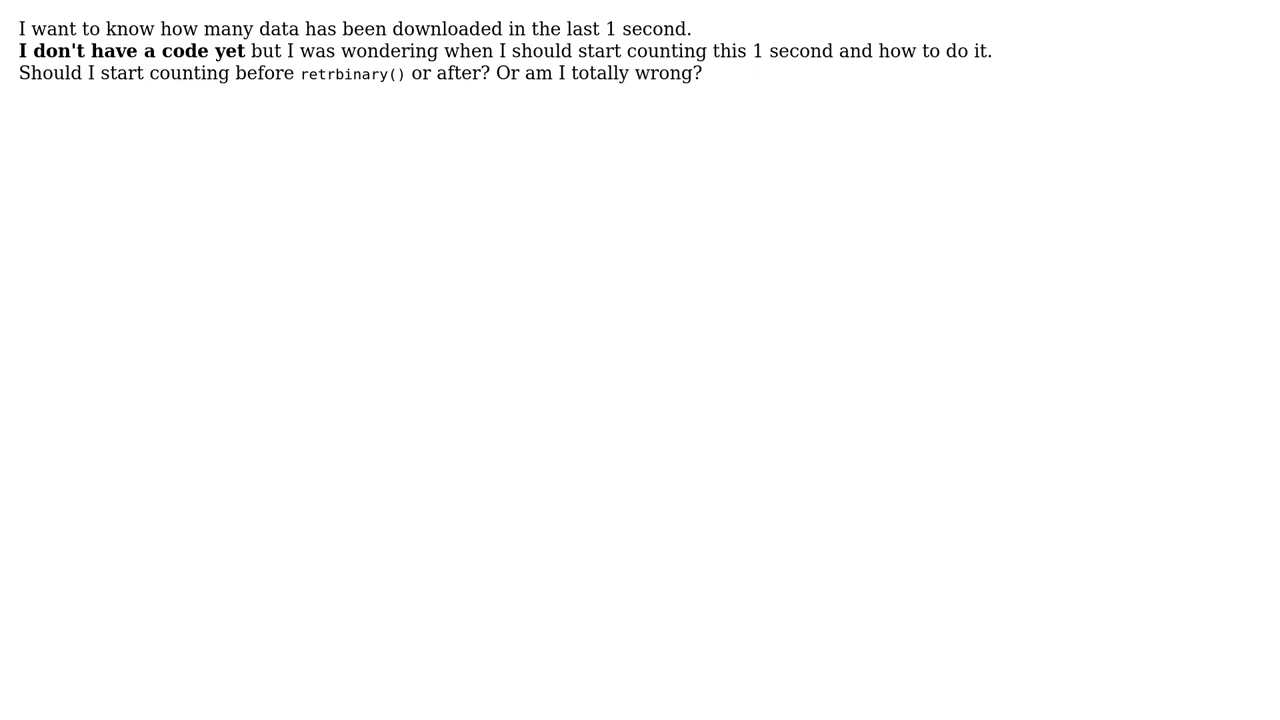 I want to know how many data has been downloaded in the last 1 second.
I don't have a code yet but I was wondering when I should start counting this 1 second and how to do it.
Should I start counting before retrbinary() or after? Or am I totally wrong?